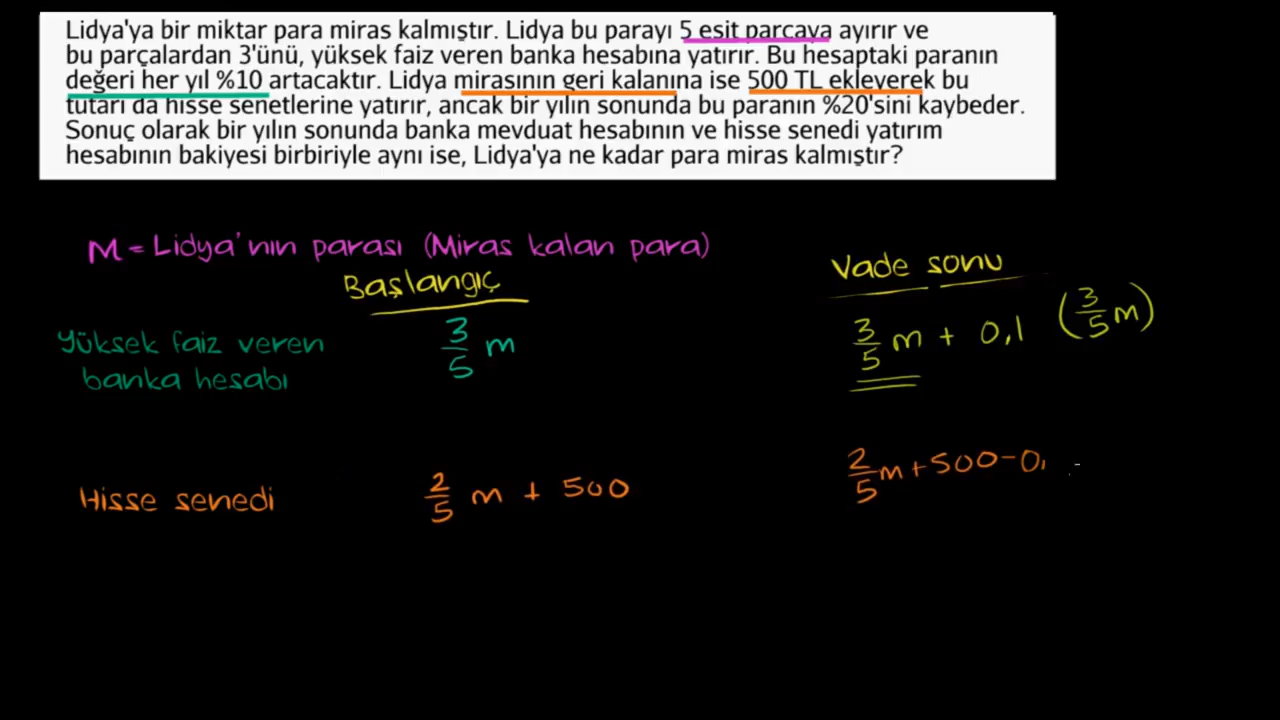 Lidya'ya bir miktar para miras kalmıştır. Lidya bu parayı 5 eşit parçaya ayırır ve
bu parçalardan 3'ünü, yüksek faiz veren banka hesabına yatırır. Bu hesaptaki paranın
değeri her yıl %10 artacaktır. Lidya mirasının geri kalanına ise 500 TL ekleyerek bu
tutarı da hisse senetlerine yatırır, ancak bir yılın sonunda bu paranın %20'sini kaybeder.
Sonuç olarak bir yılın sonunda banka mevduat hesabının ve hisse senedi yatırım
hesabının bakiyesi birbiriyle aynı ise, Lidya'ya ne kadar para miras kalmıştır?
M = Lidya'nın parası (Miras kalan para)
Başlangıç
Vade sonu
Yüksek faiz veren
banka hesabı
3/5 m
3/5 m + 0,1 (3/5 m)
Hisse senedi
2/5 m + 500
2/5 m + 500 - 0,